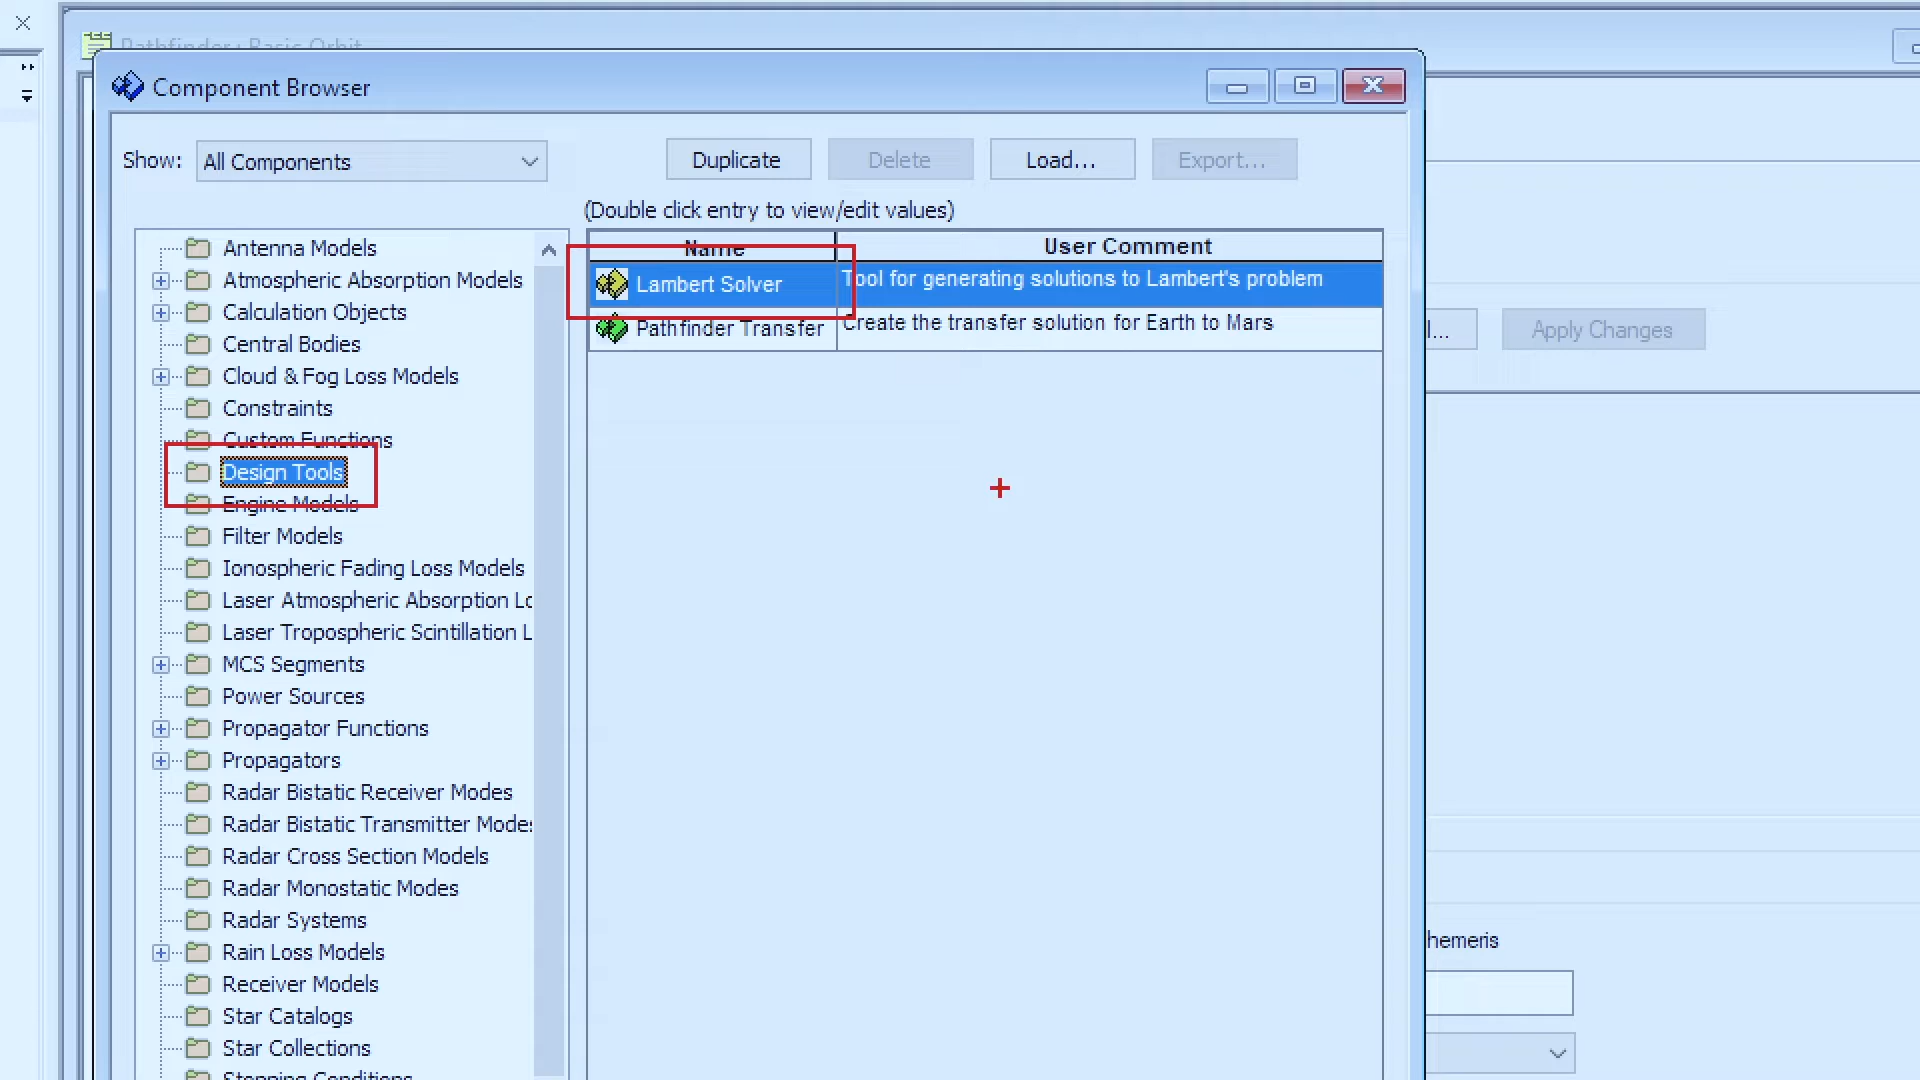 Pathfinder : Basic Orbit
Component Browser
Show: All Components
Duplicate
Delete
Load...
Export...
(Double click entry to view/edit values)
Name
User Comment
Lambert Solver
Tool for generating solutions to Lambert's problem
Pathfinder Transfer
Create the transfer solution for Earth to Mars
Antenna Models
Atmospheric Absorption Models
Calculation Objects
Central Bodies
Cloud & Fog Loss Models
Constraints
Custom Functions
Design Tools
Engine Models
Filter Models
Ionospheric Fading Loss Models
Laser Atmospheric Absorption Lo
Laser Tropospheric Scintillation L
MCS Segments
Power Sources
Propagator Functions
Propagators
Radar Bistatic Receiver Modes
Radar Bistatic Transmitter Modes
Radar Cross Section Models
Radar Monostatic Modes
Radar Systems
Rain Loss Models
Receiver Models
Star Catalogs
Star Collections
Stopping Conditions
l...
Apply Changes
hemeris